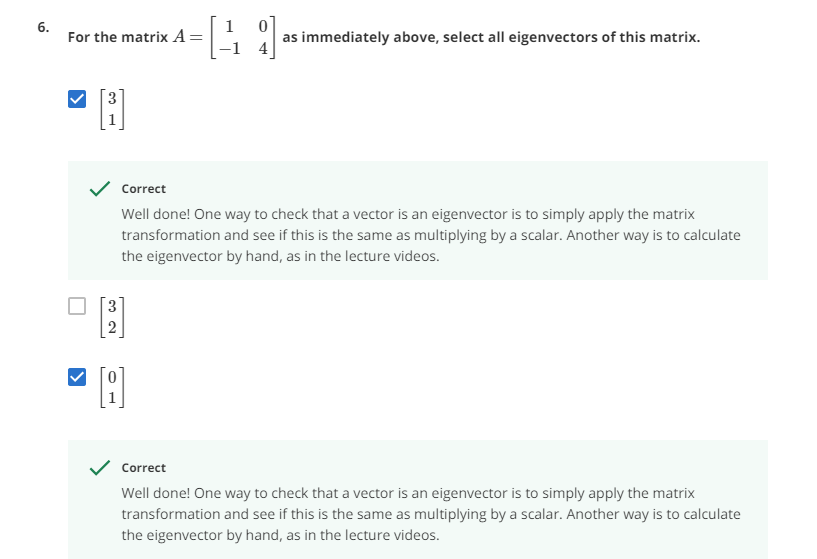 6.
For the matrix A = [1 0
-1 4] as immediately above, select all eigenvectors of this matrix.
[3
1]
Correct
Well done! One way to check that a vector is an eigenvector is to simply apply the matrix
transformation and see if this is the same as multiplying by a scalar. Another way is to calculate
the eigenvector by hand, as in the lecture videos.
[3
2]
[0
1]
Correct
Well done! One way to check that a vector is an eigenvector is to simply apply the matrix
transformation and see if this is the same as multiplying by a scalar. Another way is to calculate
the eigenvector by hand, as in the lecture videos.